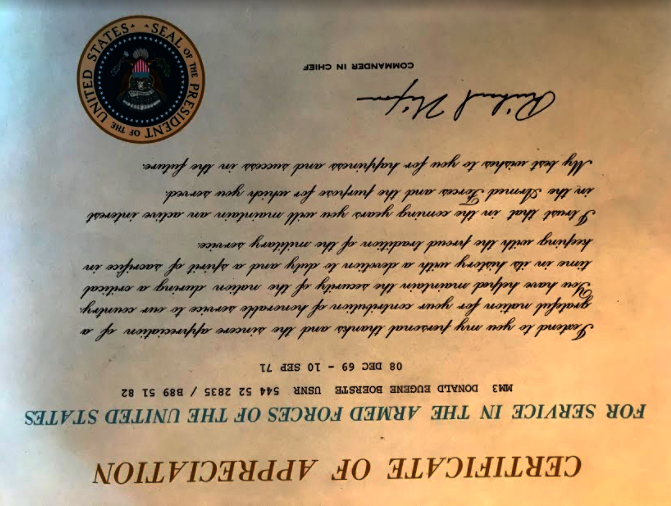 CERTIFICATE OF APPRECIATION
FOR SERVICE IN THE ARMED FORCES OF THE UNITED STATES
MM3 DONALD EUGENE BOERSTE USNR 544 52 2835 / B89 51 82
08 DEC 69 - 10 SEP 71
I extend to you my personal thanks and the sincere appreciation of a
grateful nation for your contribution of honorable service to our country.
You have helped maintain the security of the nation during a critical
time in its history with a devotion to duty and a spirit of sacrifice in
keeping with the proud tradition of the military service.
I trust that in the coming years you will maintain an active interest
in the Armed Forces and the purpose for which you served.
My best wishes to you for happiness and success in the future.
Richard Nixon
COMMANDER IN CHIEF
SEAL OF THE PRESIDENT OF THE UNITED STATES